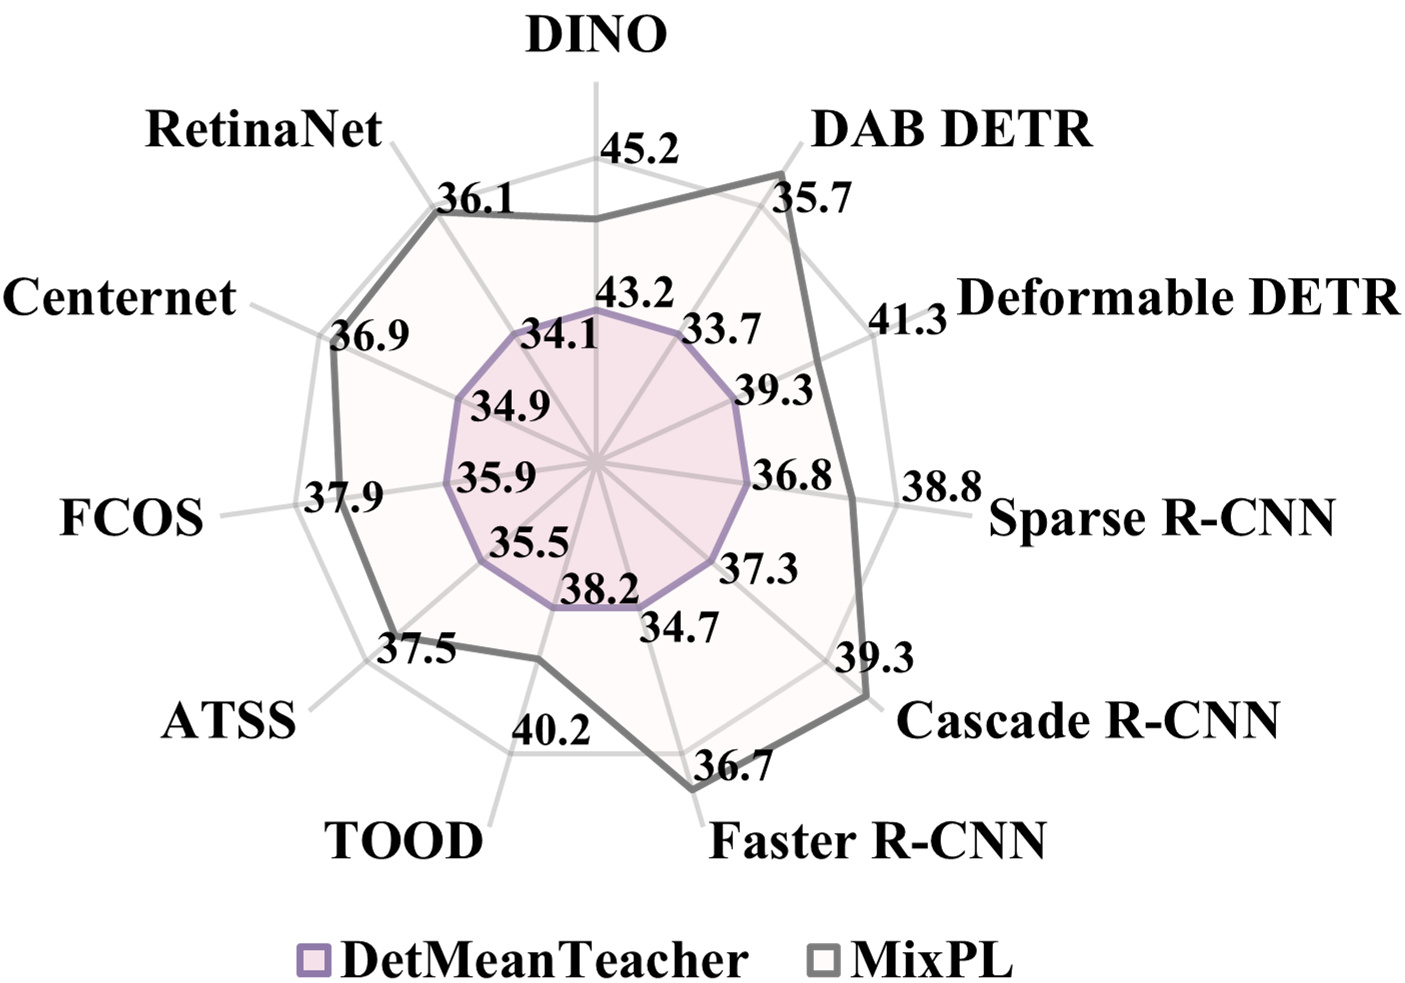 DINO
RetinaNet
DAB DETR
45.2
36.1
35.7
Centernet
Deformable DETR
43.2
41.3
34.1
33.7
36.9
39.3
34.9
FCOS
37.9
35.9
36.8
38.8
Sparse R-CNN
35.5
37.3
38.2
34.7
37.5
39.3
ATSS
40.2
Cascade R-CNN
36.7
TOOD
Faster R-CNN
DetMeanTeacher
MixPL